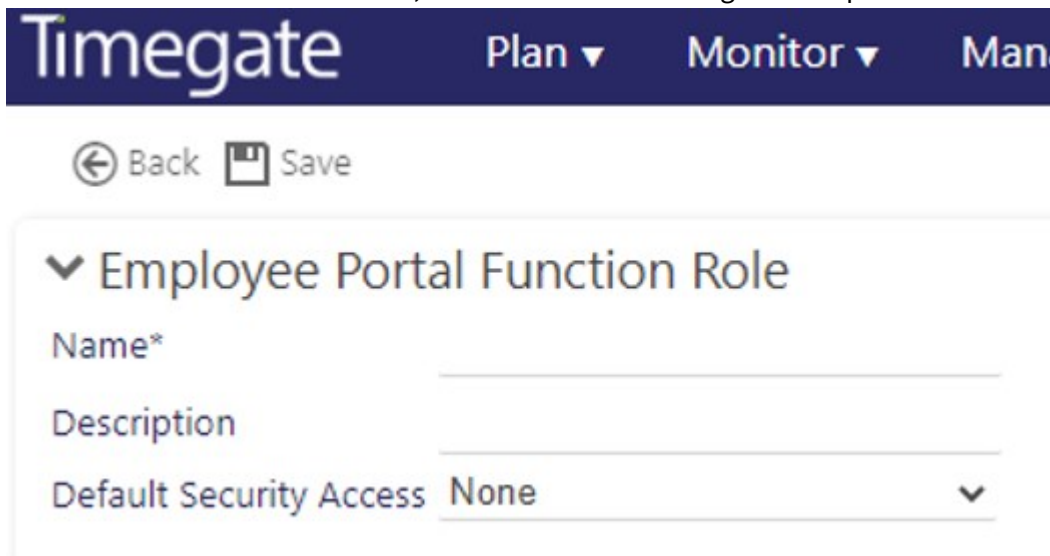 Timegate Plan ▼ Monitor ▼
Back Save
Employee Portal Function Role
Name*
Description
Default Security Access None